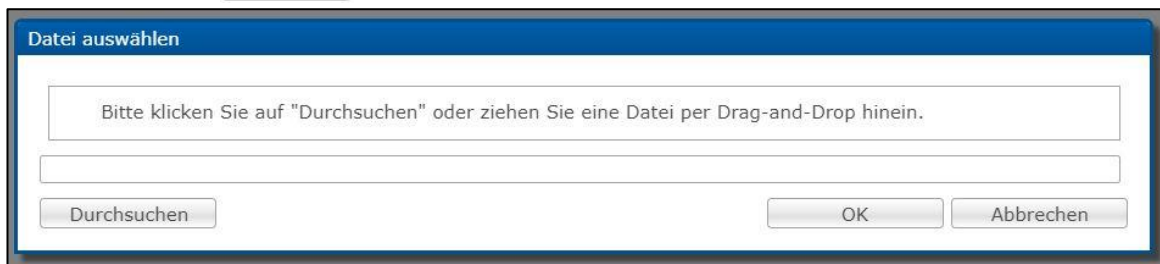 Datei auswählen
Bitte klicken Sie auf "Durchsuchen" oder ziehen Sie eine Datei per Drag-and-Drop hinein.
Durchsuchen OK Abbrechen